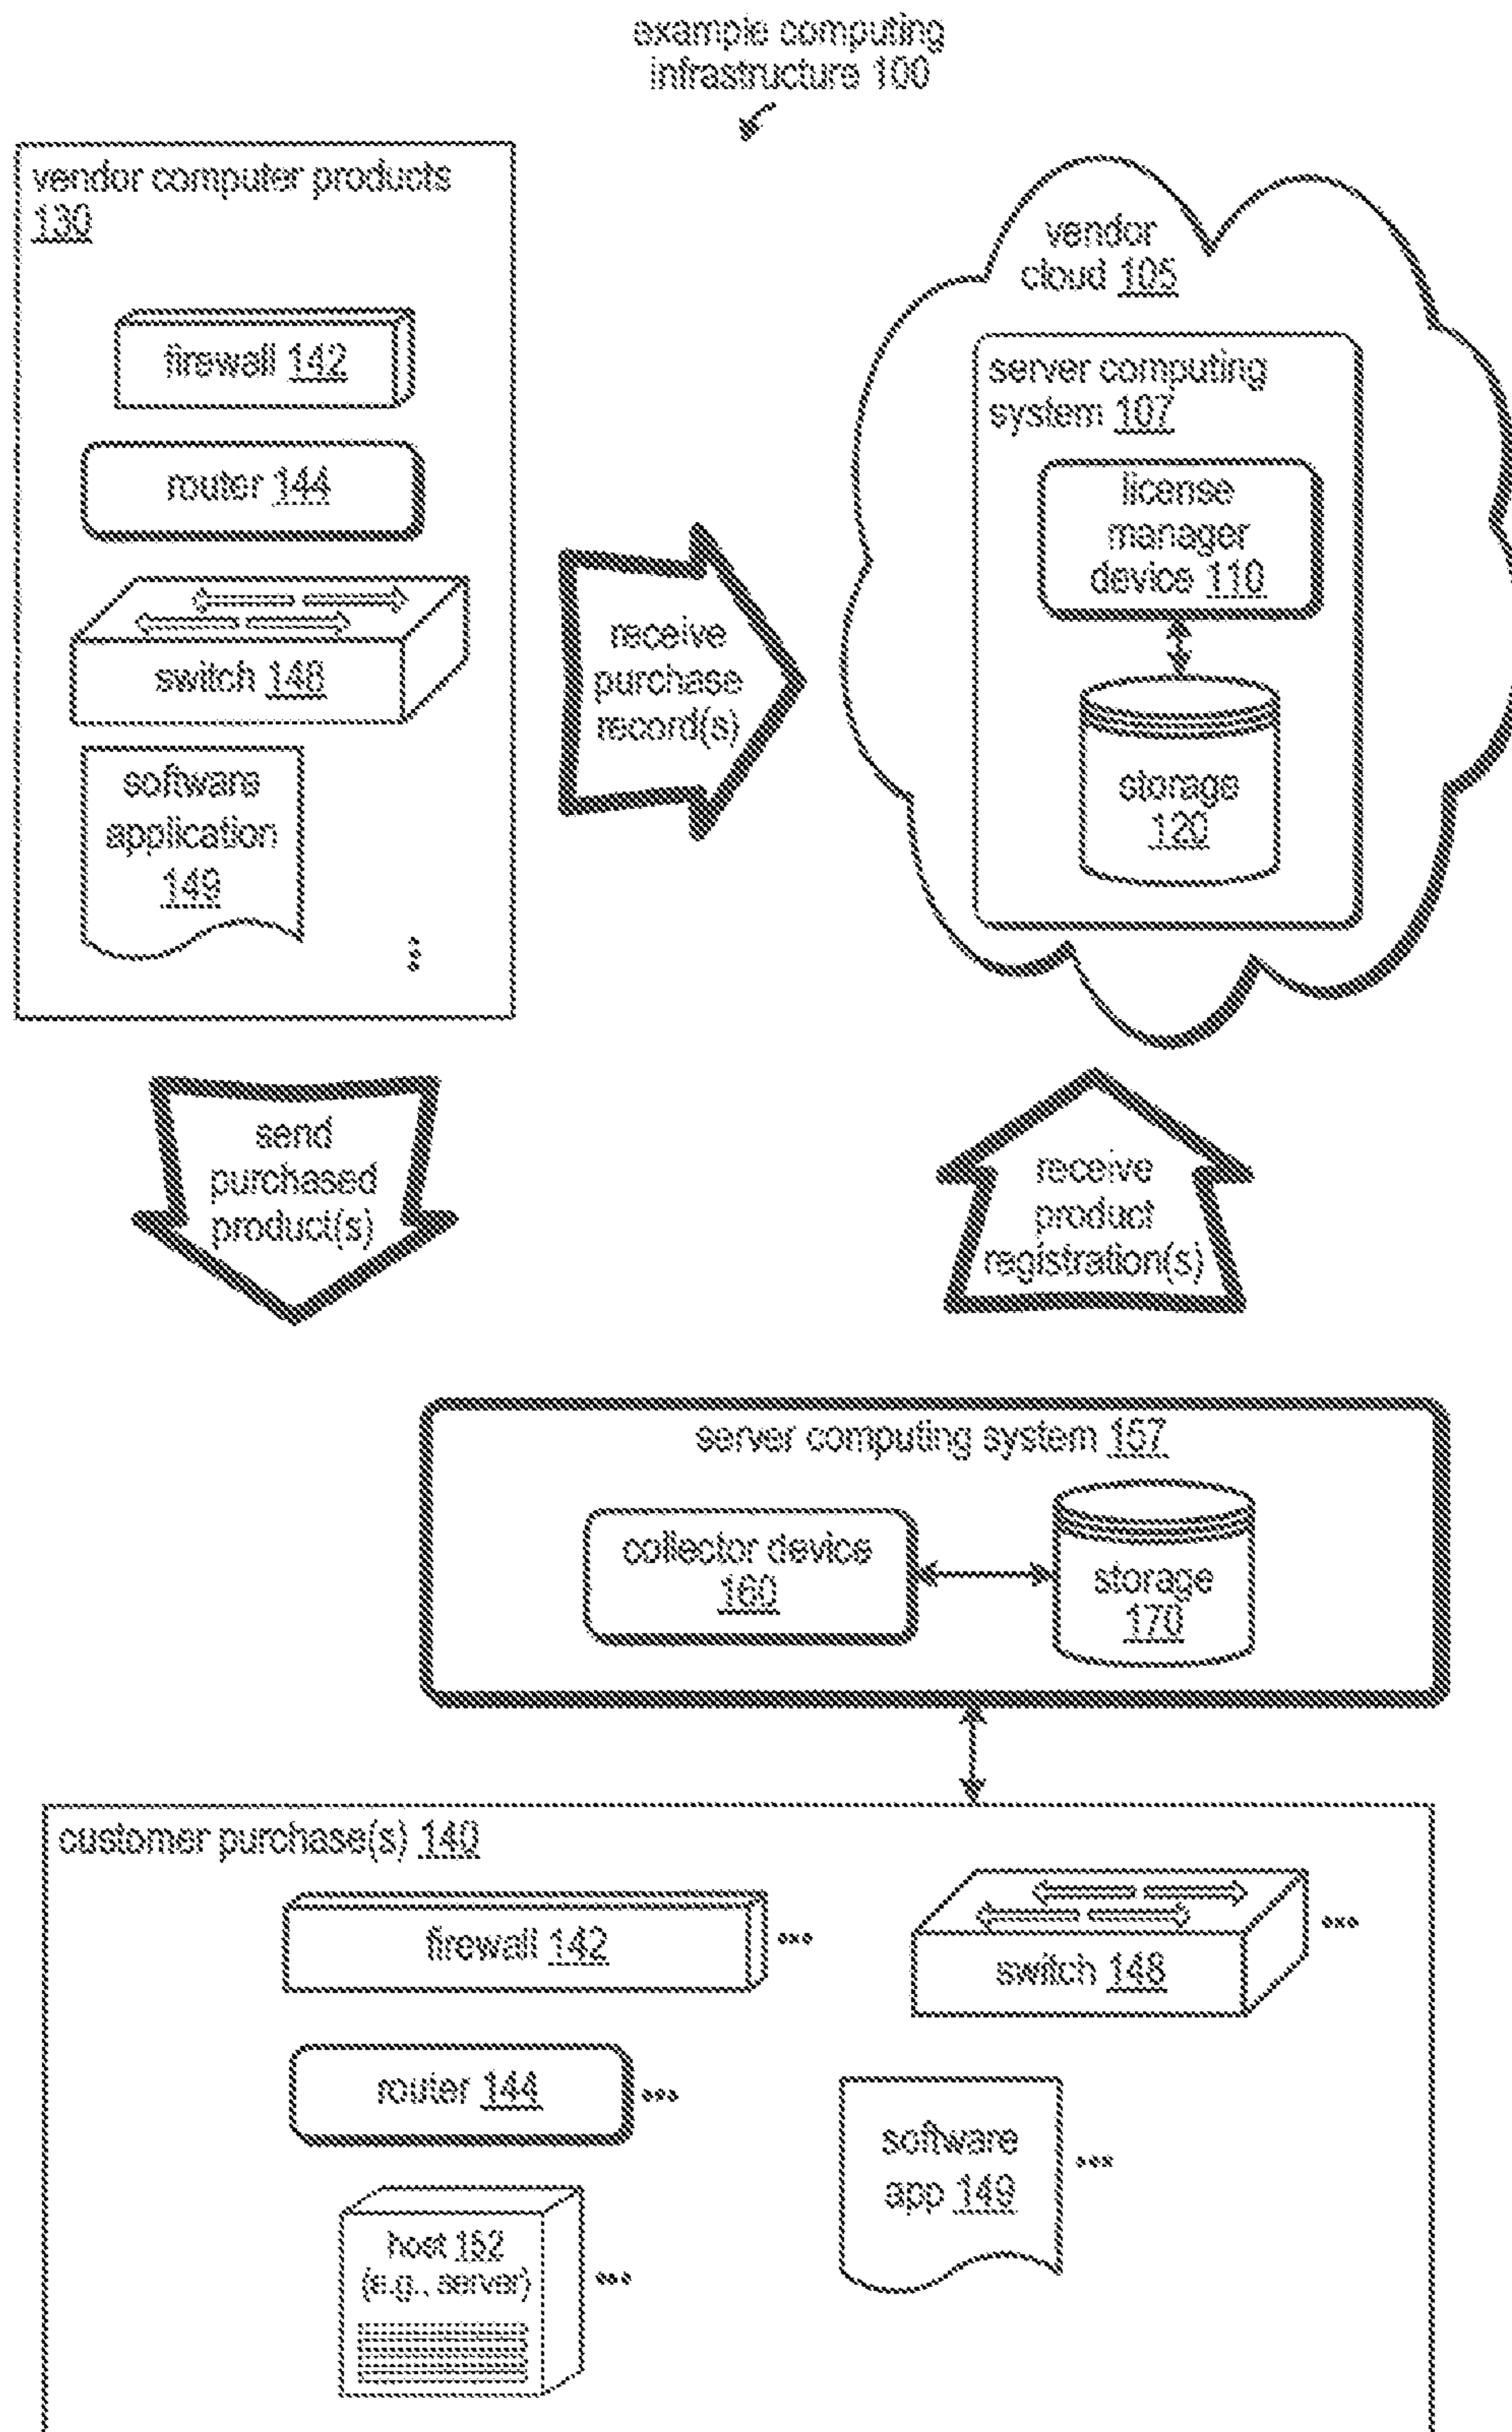 example computing
infrastructure 100
vendor computer products
130
firewall 142
router 144
switch 148
software
application
149
receive
purchase
record(s)
vendor
cloud 105
server computing
system 107
license
manager
device 110
storage
120
send
purchased
product(s)
receive
product
registration(s)
server computing system 157
collector device
160
storage
170
customer purchase(s) 140
firewall 142
switch 148
router 144
software
app 149
host 152
(e.g., server)